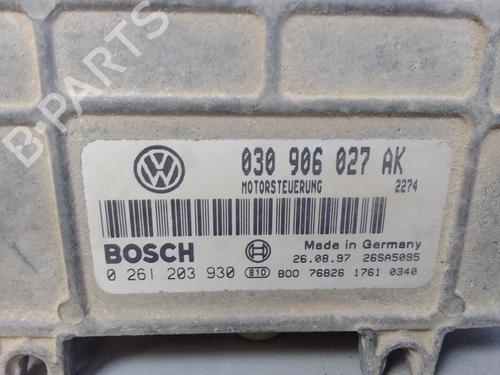 B-PARTS
VW
030 906 027 AK
MOTORSTEUERUNG 2274
BOSCH
Made in Germany
26.08.97 26SA5095
0 261 203 930 810 B00 76826 1761 0340